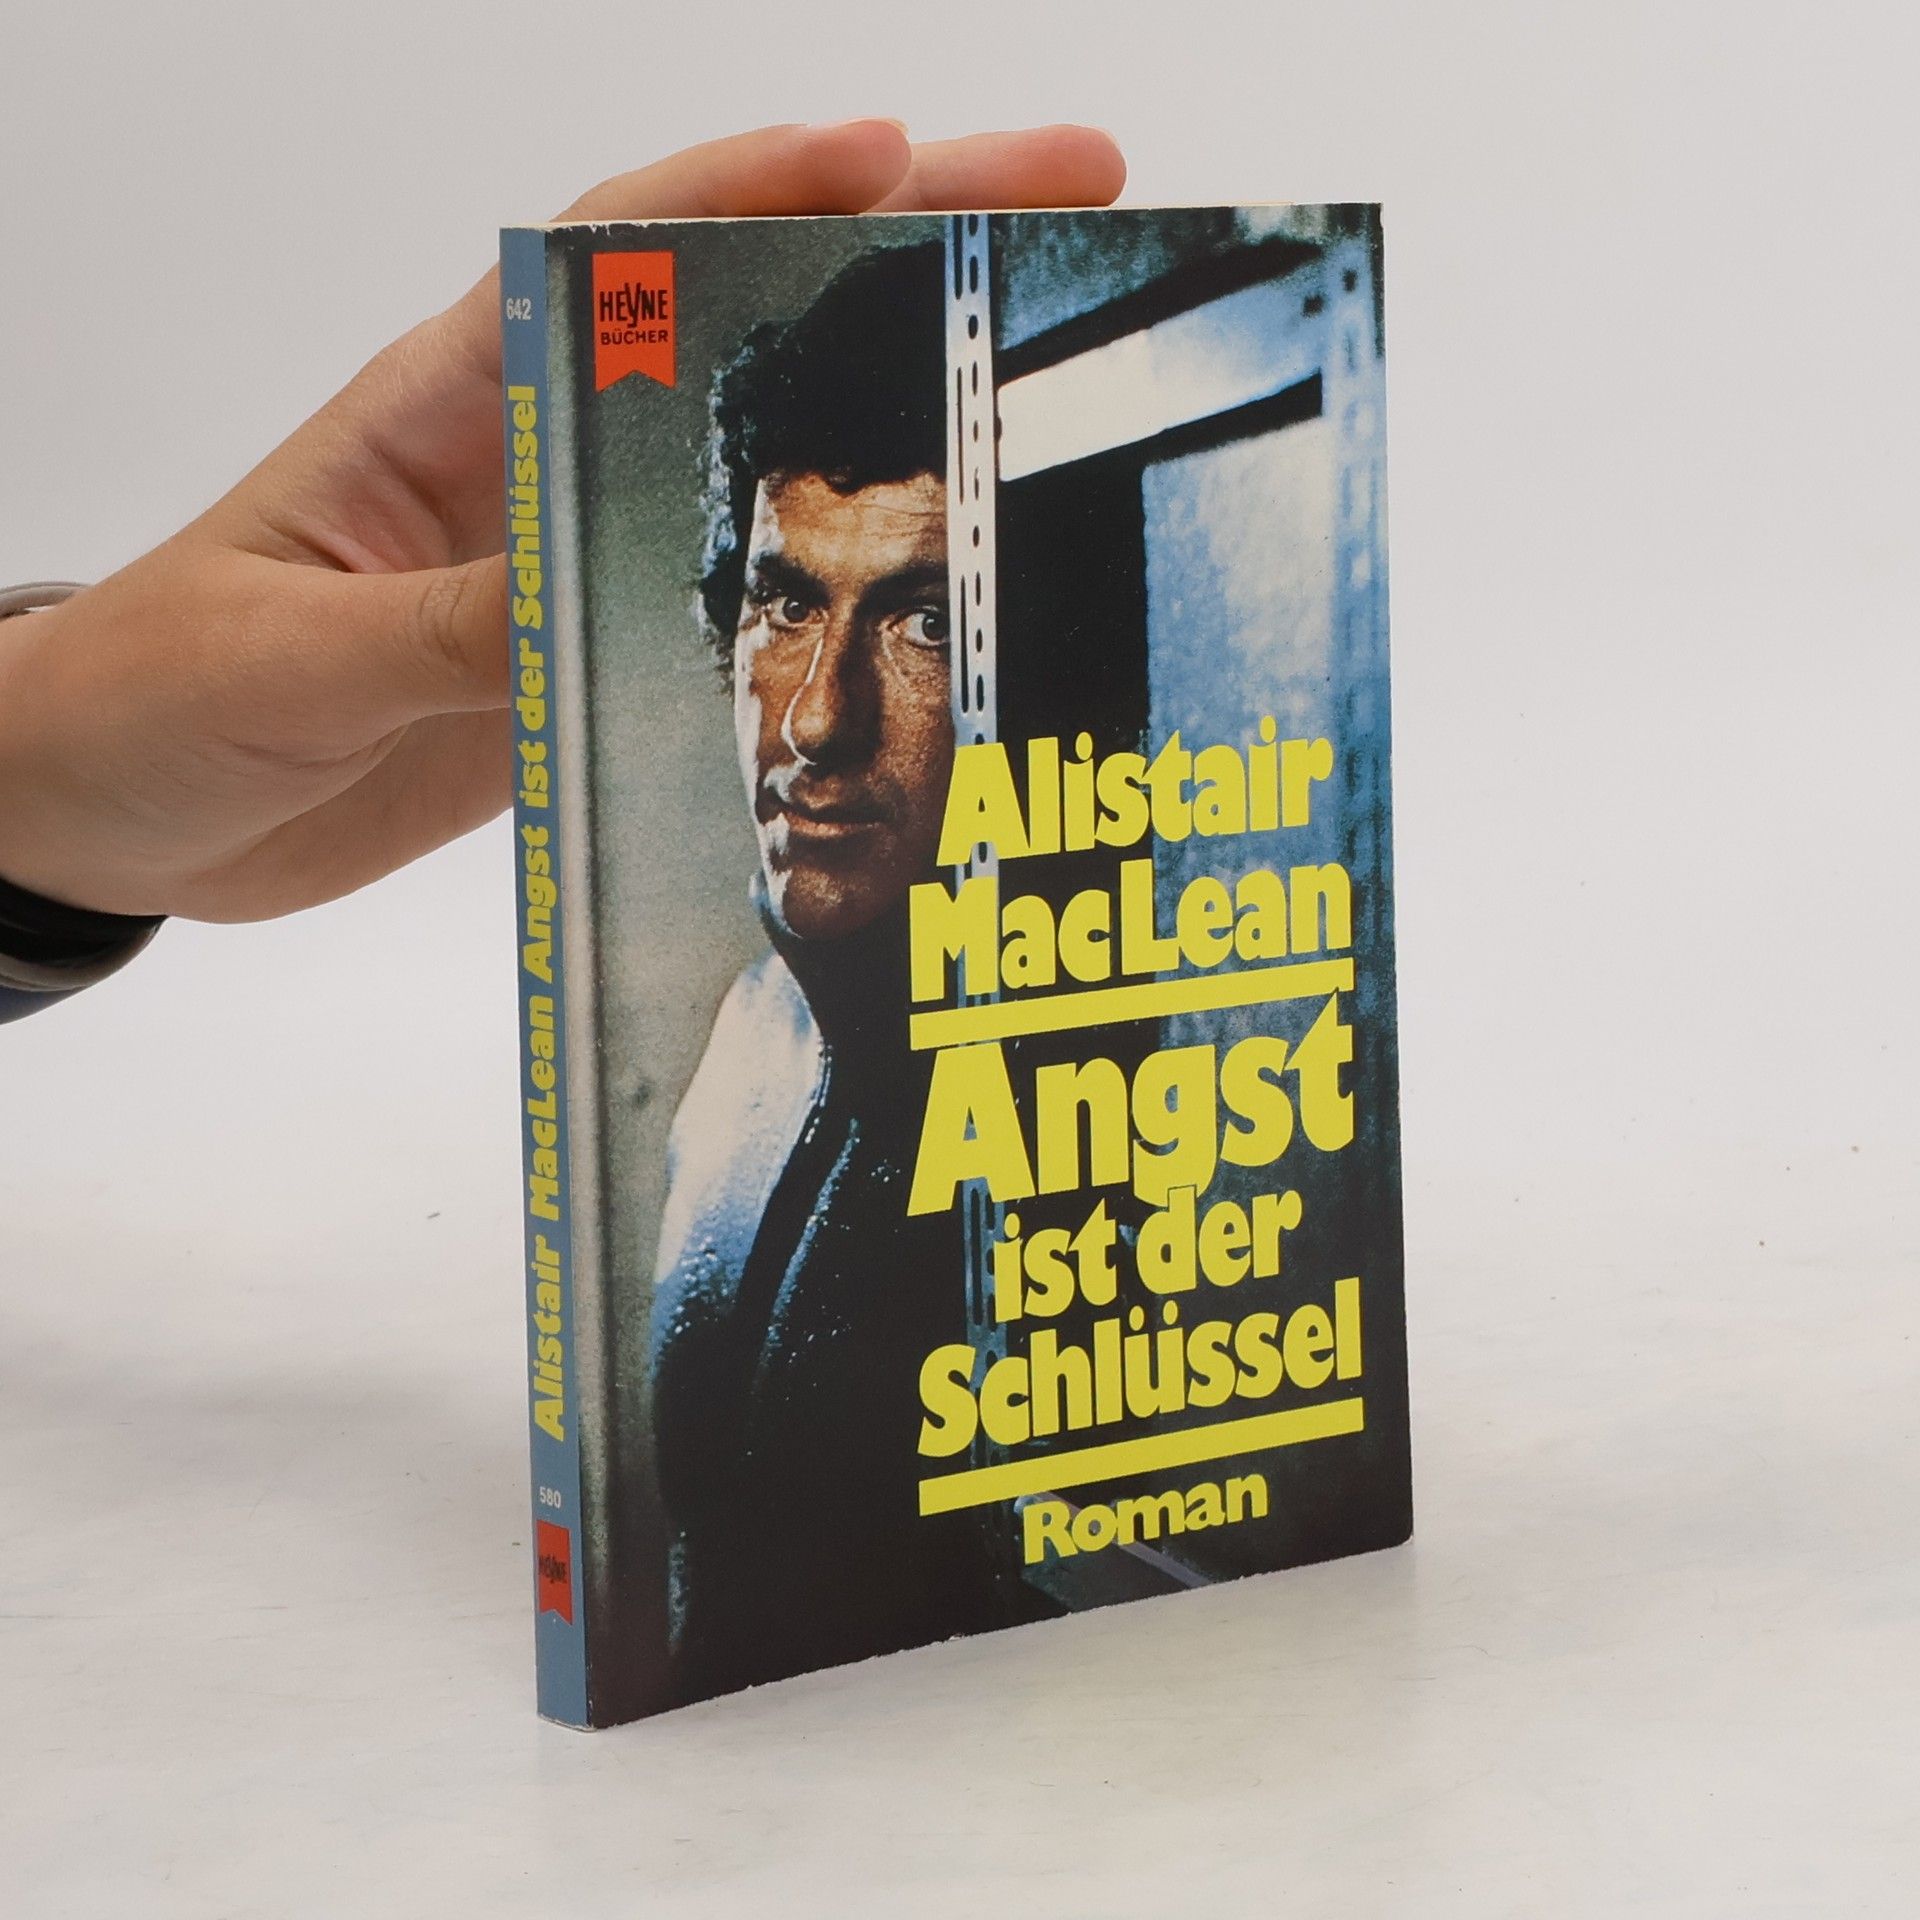 642
Alistair MacLean Angst ist der Schlüssel
580
HEYNE
HEYNE
BÜCHER
Alistair
MacLean
Angst
ist der
Schlüssel
Roman